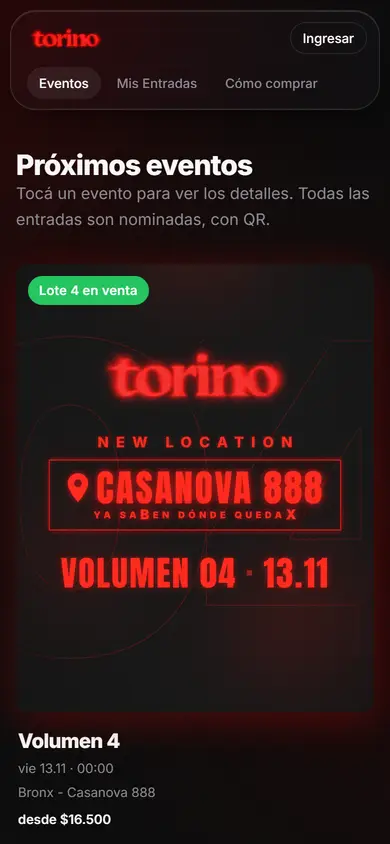 torino
Ingresar
Eventos
Mis Entradas
Cómo comprar
Próximos eventos
Tocá un evento para ver los detalles. Todas las
entradas son nominadas, con QR.
Lote 4 en venta
torino
NEW LOCATION
CASANOVA 888
YA SABEN DÓNDE QUEDAX
VOLUMEN 04 · 13.11
Volumen 4
vie 13.11 · 00:00
Bronx - Casanova 888
desde $16.500